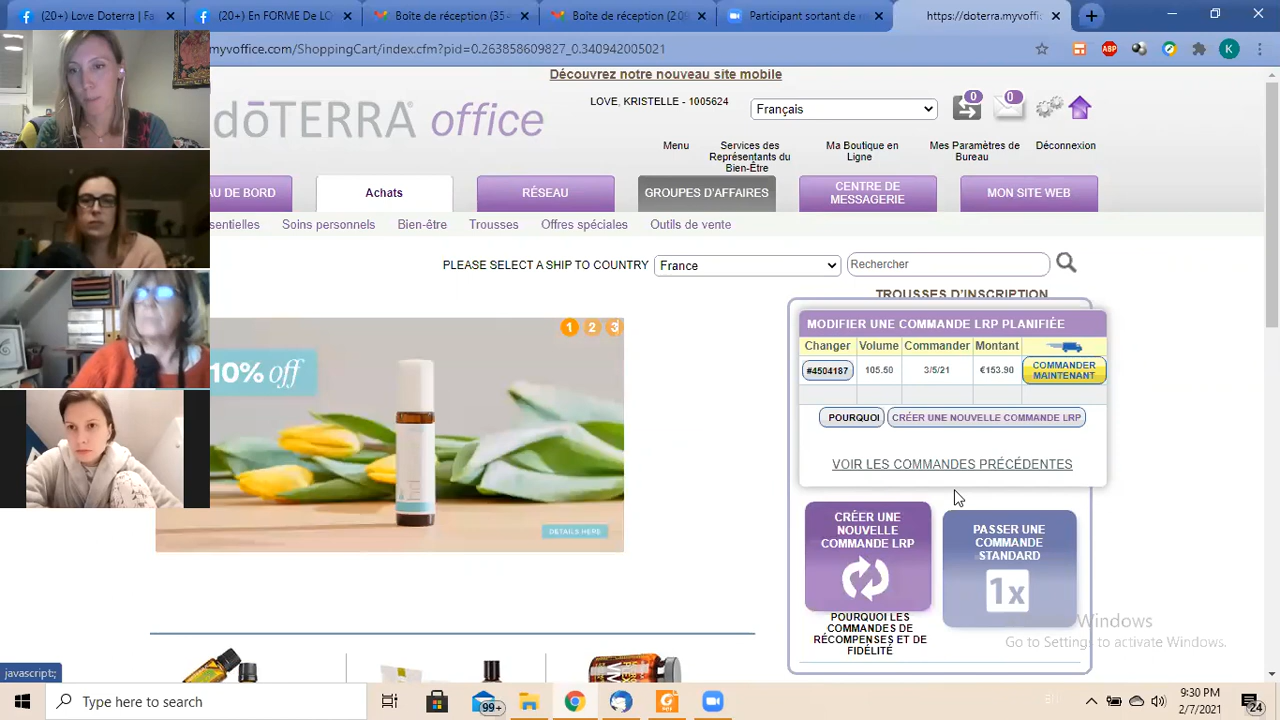 (20+) doTERRA | Fa
(20+) en FORME De LO
Boîte de réception (35
Boîte de réception (2 0
Participant sortant de
https://doterra.myvoffi
myvoffice.com/ShoppingCart/index.cfm?pid=0.263858609827_0.340942005021
ABP
K
Découvrez notre nouveau site mobile
LOVE, KRISTELLE - 1005624
Français
0
0
dōTERRA® office
Menu
Services des Représentants du Bien-Être
Ma Boutique en Ligne
Mes Paramètres de Bureau
Déconnexion
AU DE BORD
Achats
RÉSEAU
GROUPES D'AFFAIRES
CENTRE DE MESSAGERIE
MON SITE WEB
sentielles
Soins personnels
Bien-être
Trousses
Offres spéciales
Outils de vente
PLEASE SELECT A SHIP TO COUNTRY
France
Rechercher
TROUSSES D'INSCRIPTION
1 2 3
10% off
DETAILS HERE
MODIFIER UNE COMMANDE LRP PLANIFIÉE
Changer Volume Commander Montant
#4504187 105.50 3/5/21 €153.90 COMMANDER MAINTENANT
POURQUOI
CRÉER UNE NOUVELLE COMMANDE LRP
VOIR LES COMMANDES PRÉCÉDENTES
CRÉER UNE
NOUVELLE
COMMANDE LRP
PASSER UNE
COMMANDE
STANDARD
1x
POURQUOI LES
COMMANDES DE
RÉCOMPENSES ET DE
FIDÉLITÉ
Windows
Go to Settings to activate Windows.
javascript:;
Type here to search
99+
9:30 PM
2/7/2021
24